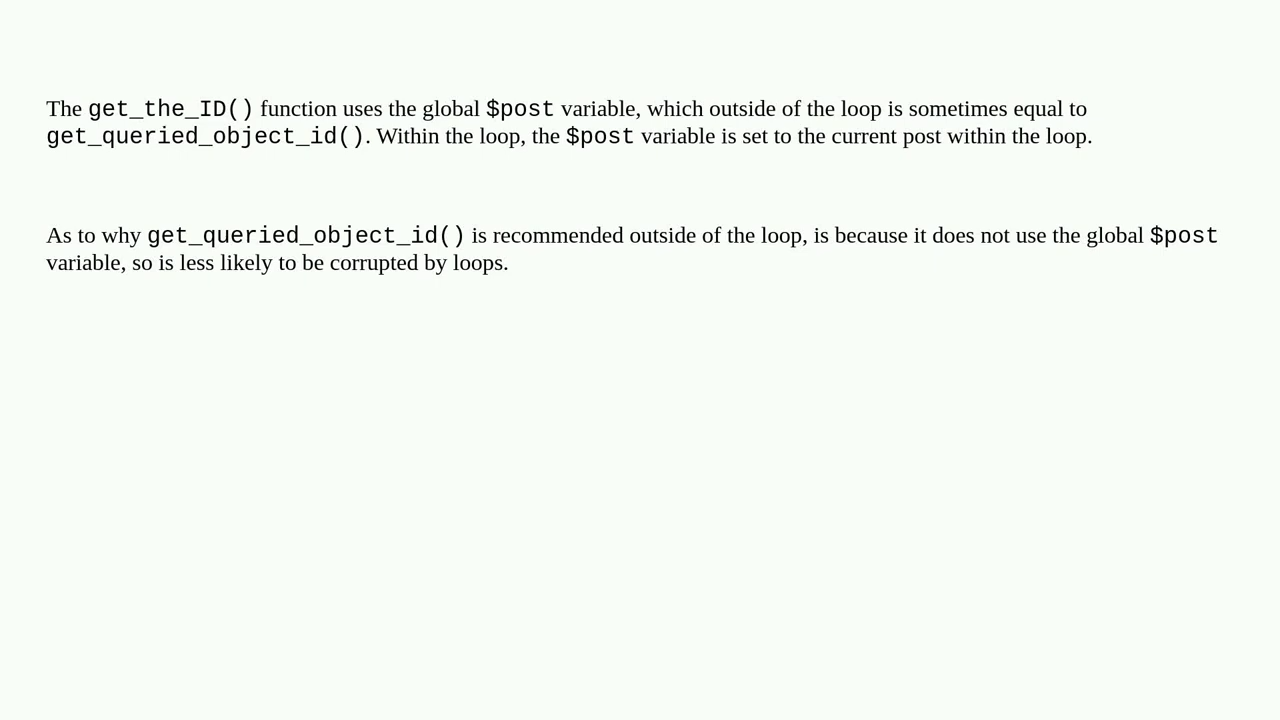 The get_the_ID() function uses the global $post variable, which outside of the loop is sometimes equal to
get_queried_object_id(). Within the loop, the $post variable is set to the current post within the loop.
As to why get_queried_object_id() is recommended outside of the loop, is because it does not use the global $post
variable, so is less likely to be corrupted by loops.